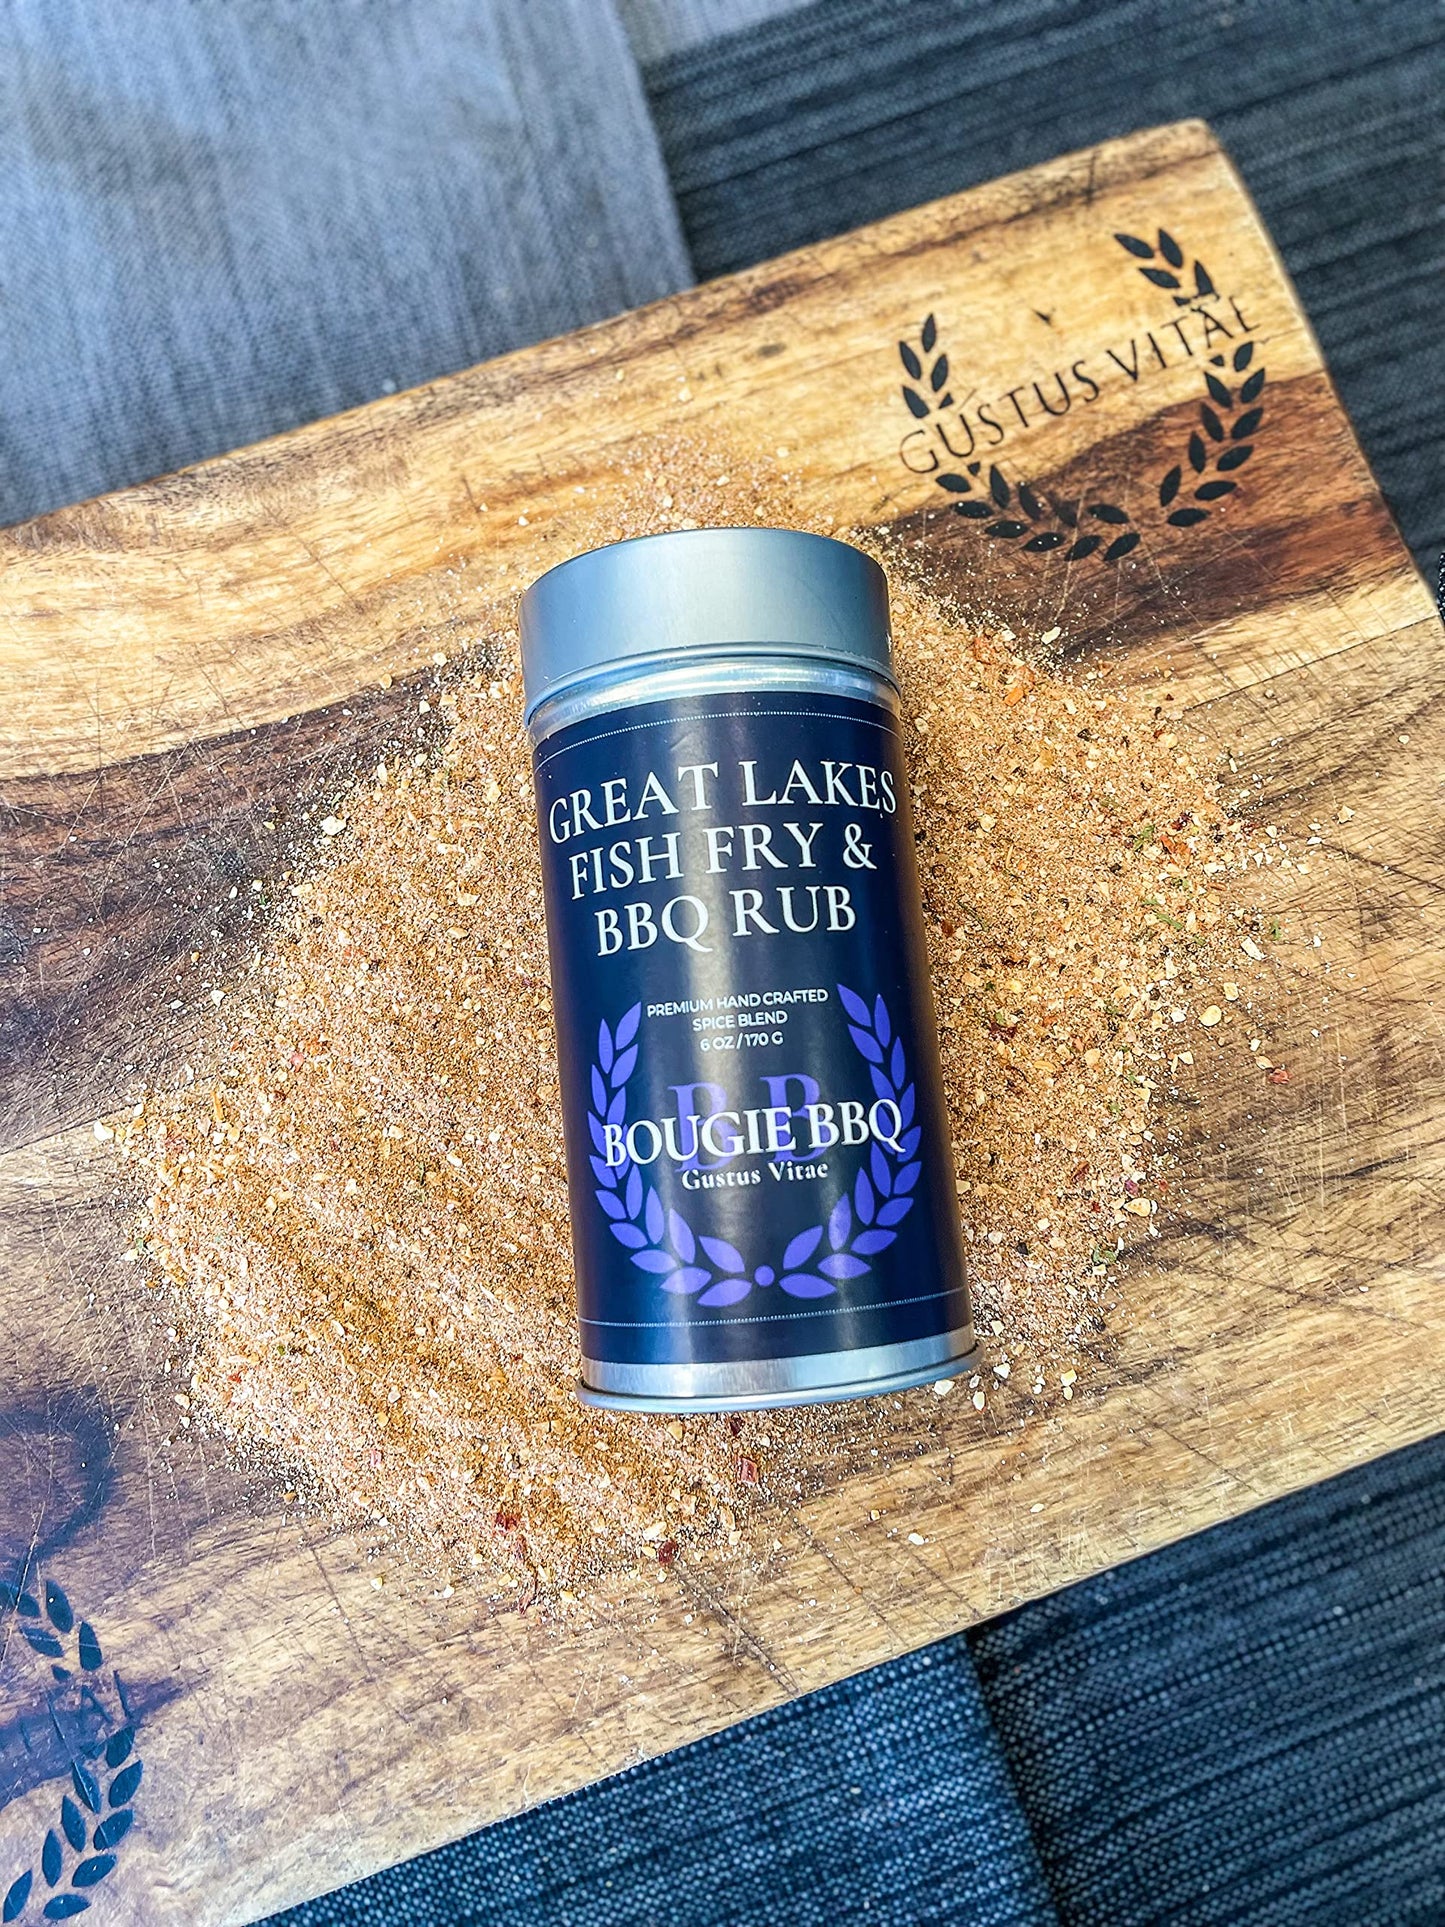 GUSTUS VITAE
GREAT LAKES
FISH FRY &
BBQ RUB
PREMIUM HAND CRAFTED
SPICE BLEND
6 OZ / 170 G
BB
BOUGIE BBQ
Gustus Vitae